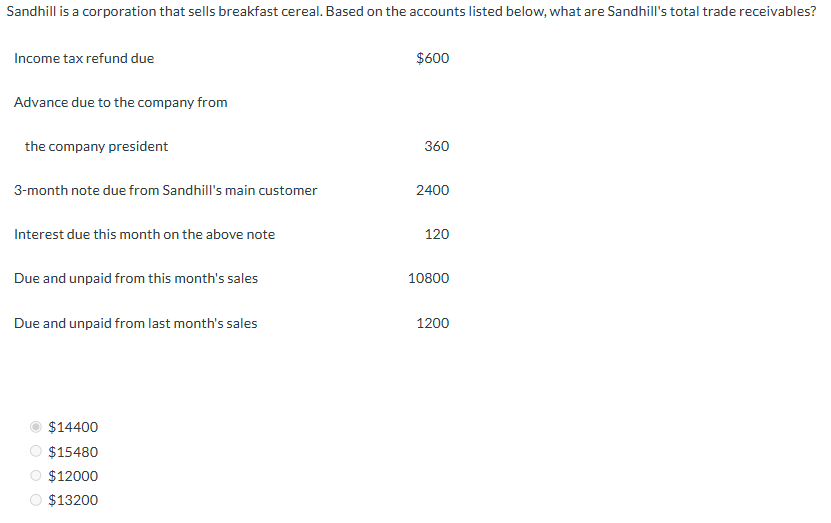 Sandhill is a corporation that sells breakfast cereal. Based on the accounts listed below, what are Sandhill's total trade receivables?
Income tax refund due $600
Advance due to the company from
the company president 360
3-month note due from Sandhill's main customer 2400
Interest due this month on the above note 120
Due and unpaid from this month's sales 10800
Due and unpaid from last month's sales 1200
$14400
$15480
$12000
$13200